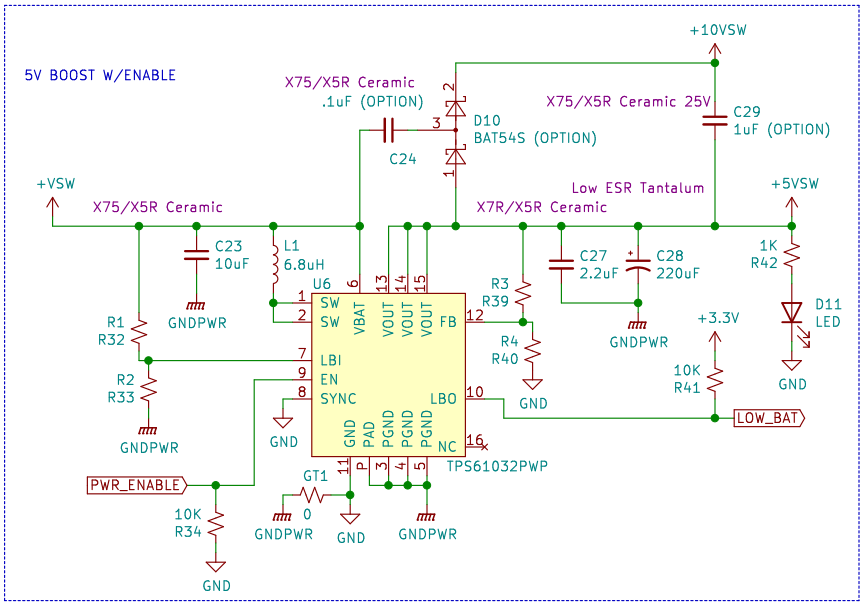 +10VSW
5V BOOST W/ENABLE
X75/X5R Ceramic
.1uF (OPTION)
2
X75/X5R Ceramic 25V
C29
1uF (OPTION)
D10
BAT54S (OPTION)
3
C24
1
+VSW
Low ESR Tantalum
+5VSW
X75/X5R Ceramic
X7R/X5R Ceramic
C23
10uF
L1
6.8uH
C27
2.2uF
+
C28
220uF
1K
R42
U6
6
13
14
15
R3
R39
1
SW
2
SW
VBAT
VOUT
VOUT
VOUT
FB
12
GNDPWR
D11
LED
R1
R32
GNDPWR
+3.3V
R4
R40
7
LBI
9
EN
8
SYNC
R2
R33
LBO
10
10K
R41
GND
GND
LOW_BAT
GND
GNDPWR
GND
PAD
PGND
PGND
PGND
NC
16
TPS61032PWP
11
P
3
4
5
PWR_ENABLE
GT1
0
10K
R34
GNDPWR
GND
GNDPWR
GND